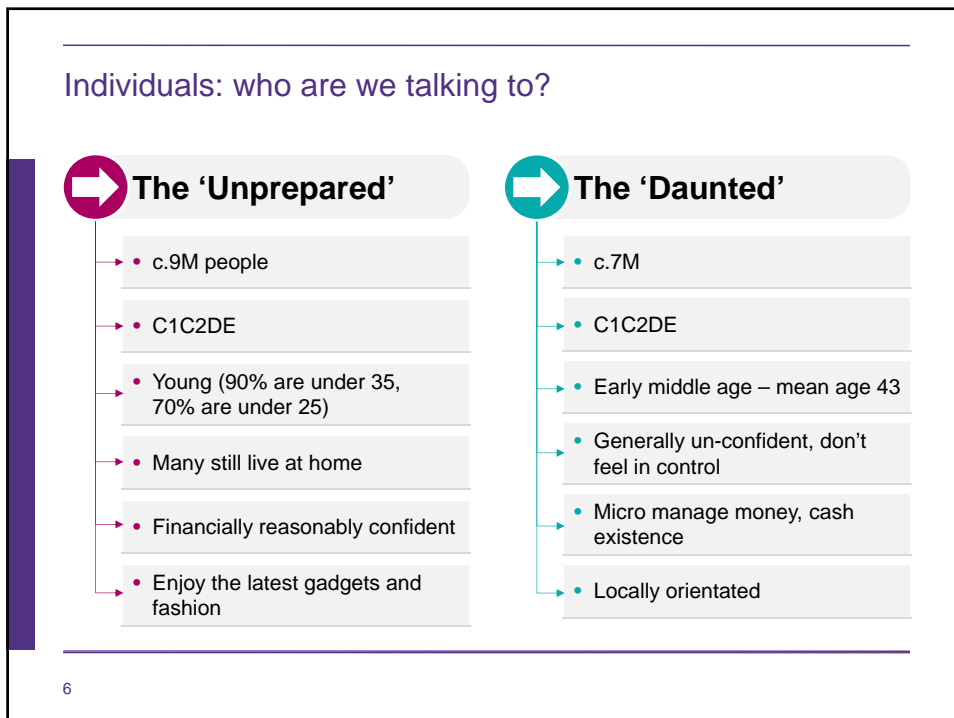 Individuals: who are we talking to?
The ‘Unprepared’
• c.9M people
• C1C2DE
• Young (90% are under 35,
70% are under 25)
• Many still live at home
• Financially reasonably confident
• Enjoy the latest gadgets and
fashion
The ‘Daunted’
• c.7M
• C1C2DE
• Early middle age – mean age 43
• Generally un-confident, don’t
feel in control
• Micro manage money, cash
existence
• Locally orientated
6